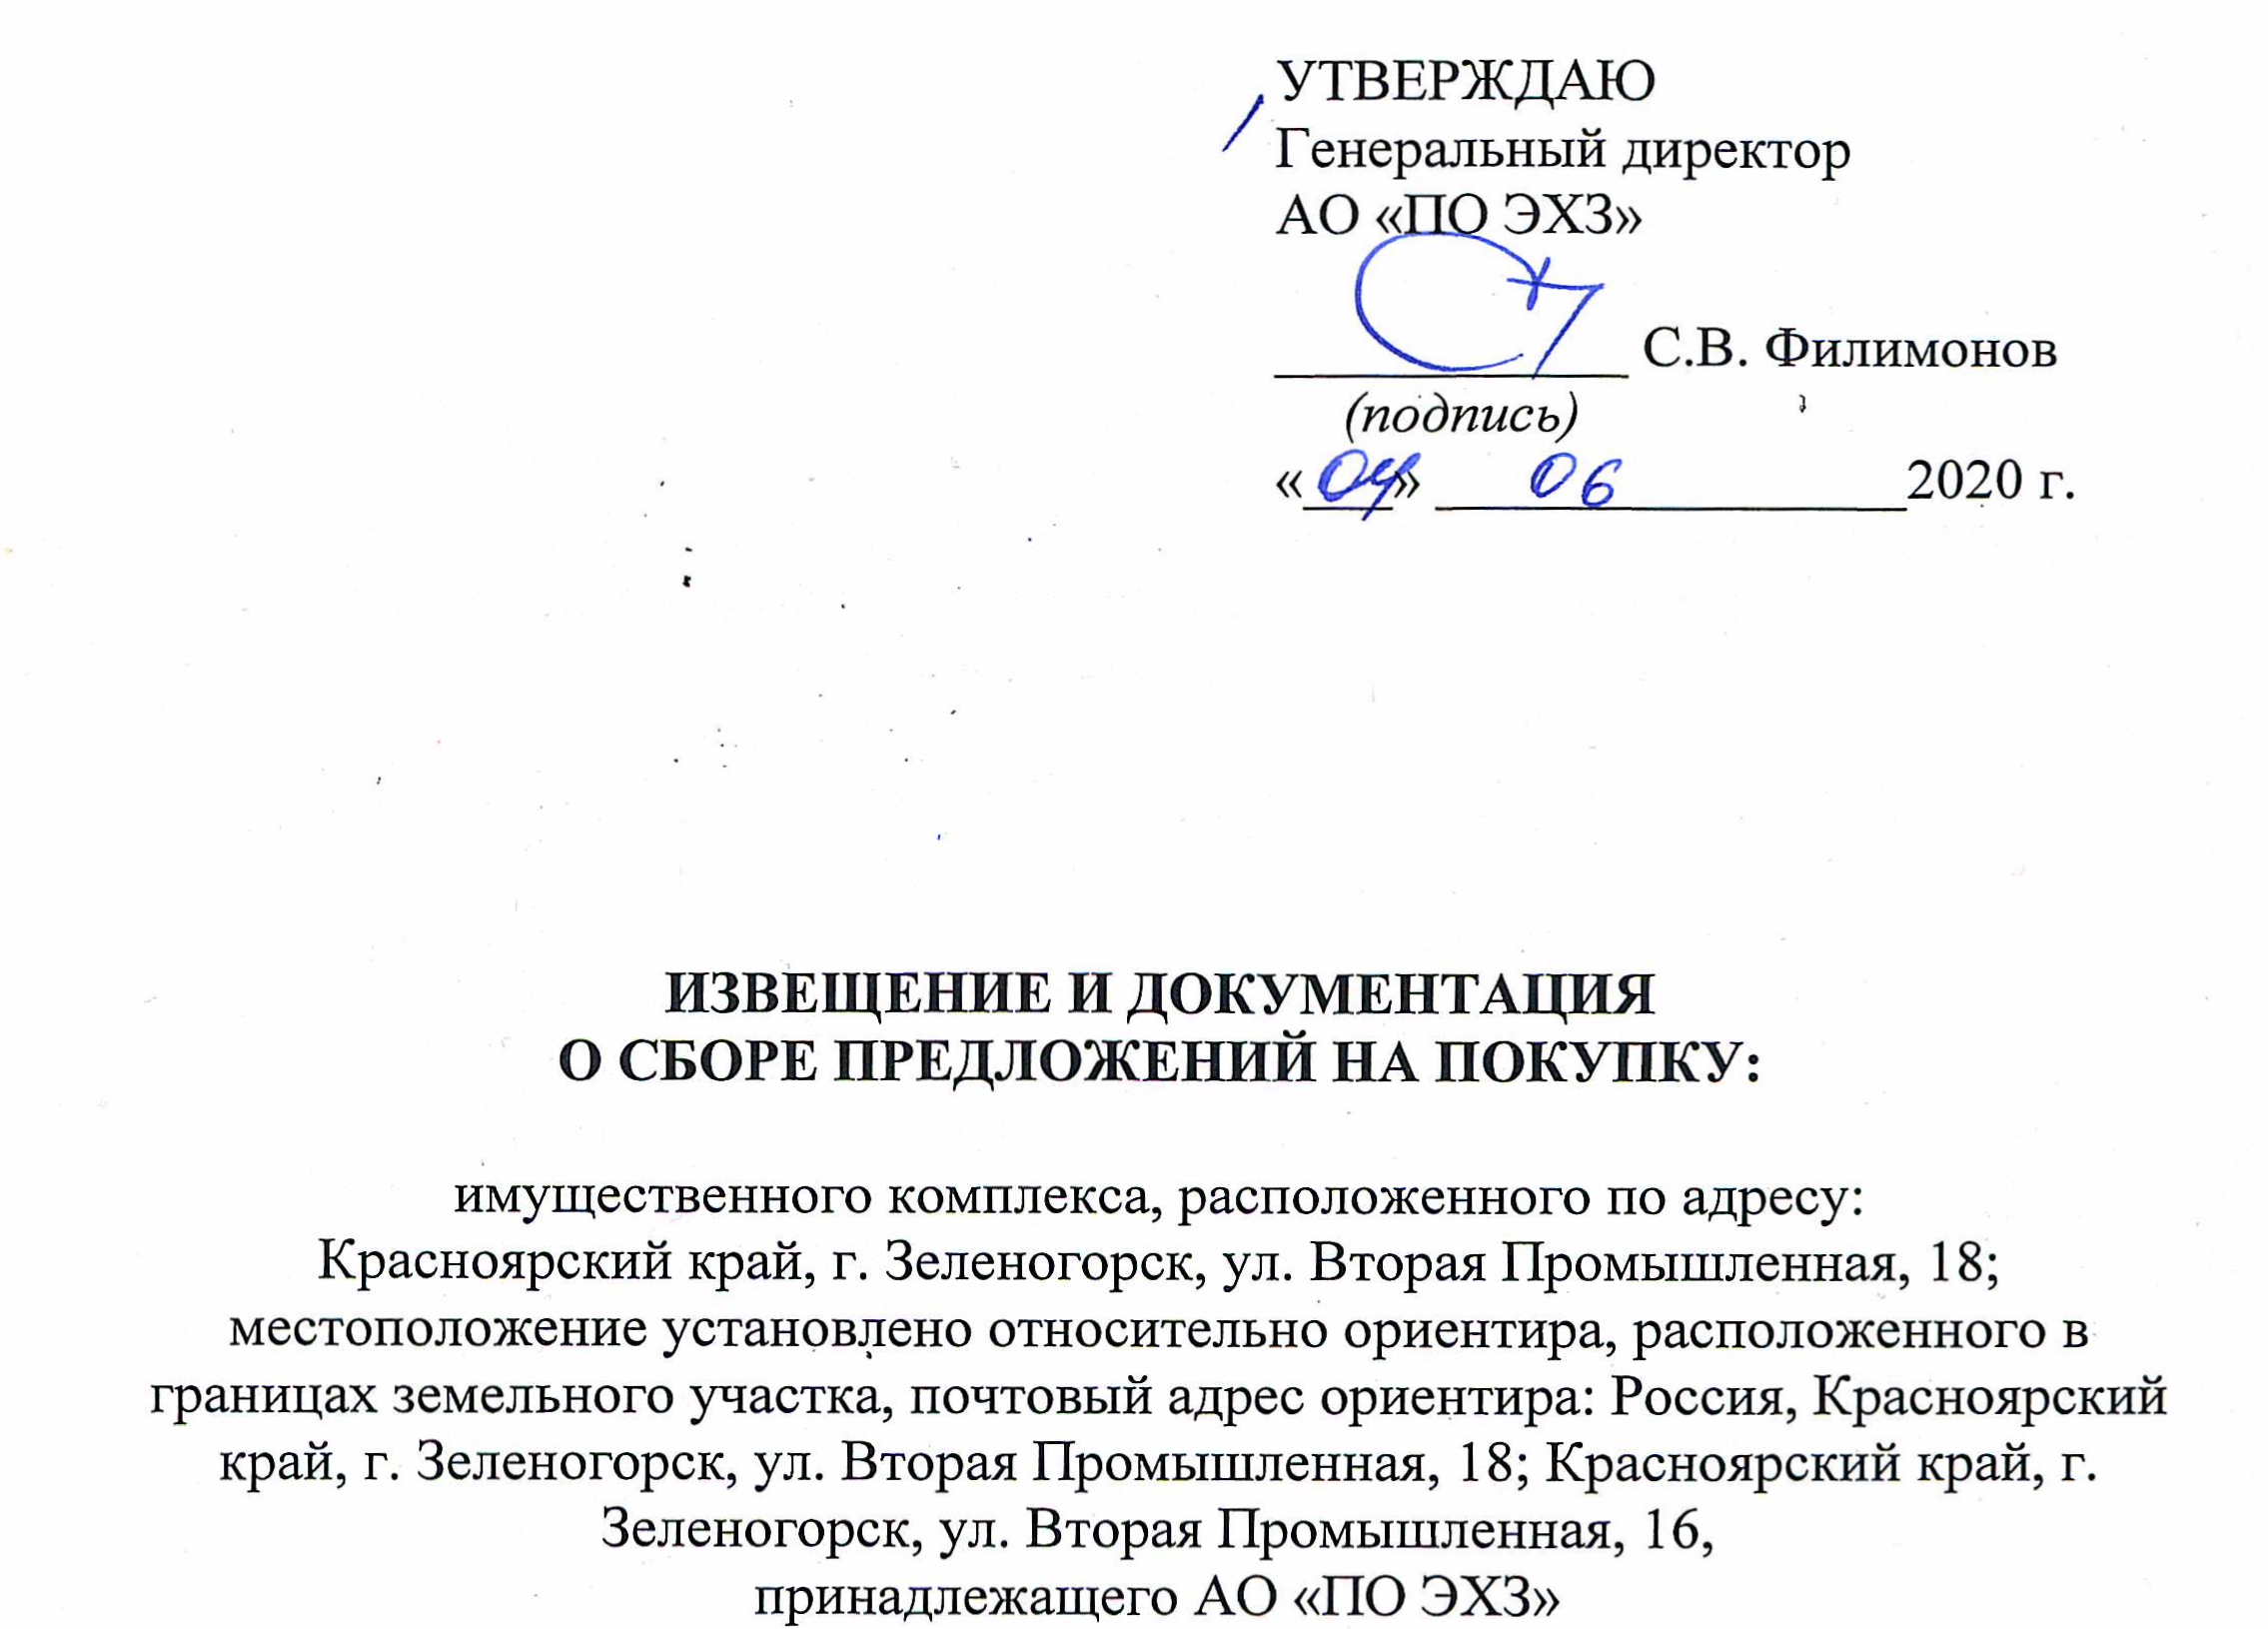 УТВЕРЖДАЮ
Генеральный директор
АО «ПО ЭХЗ»
С.В. Филимонов
(подпись)
«04» 06 2020 г.
ИЗВЕЩЕНИЕ И ДОКУМЕНТАЦИЯ
О СБОРЕ ПРЕДЛОЖЕНИЙ НА ПОКУПКУ:
имущественного комплекса, расположенного по адресу:
Красноярский край, г. Зеленогорск, ул. Вторая Промышленная, 18;
местоположение установлено относительно ориентира, расположенного в
границах земельного участка, почтовый адрес ориентира: Россия, Красноярский
край, г. Зеленогорск, ул. Вторая Промышленная, 18; Красноярский край, г.
Зеленогорск, ул. Вторая Промышленная, 16,
принадлежащего АО «ПО ЭХЗ»